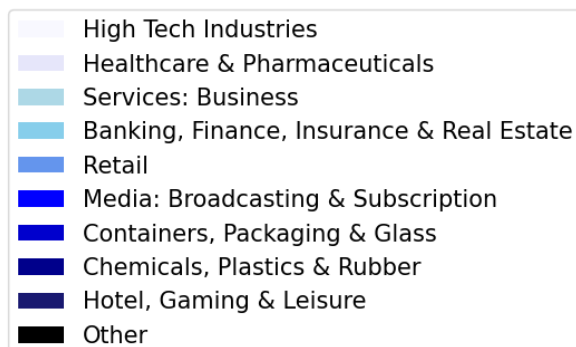 High Tech Industries
Healthcare & Pharmaceuticals
Services: Business
Banking, Finance, Insurance & Real Estate
Retail
Media: Broadcasting & Subscription
Containers, Packaging & Glass
Chemicals, Plastics & Rubber
Hotel, Gaming & Leisure
Other